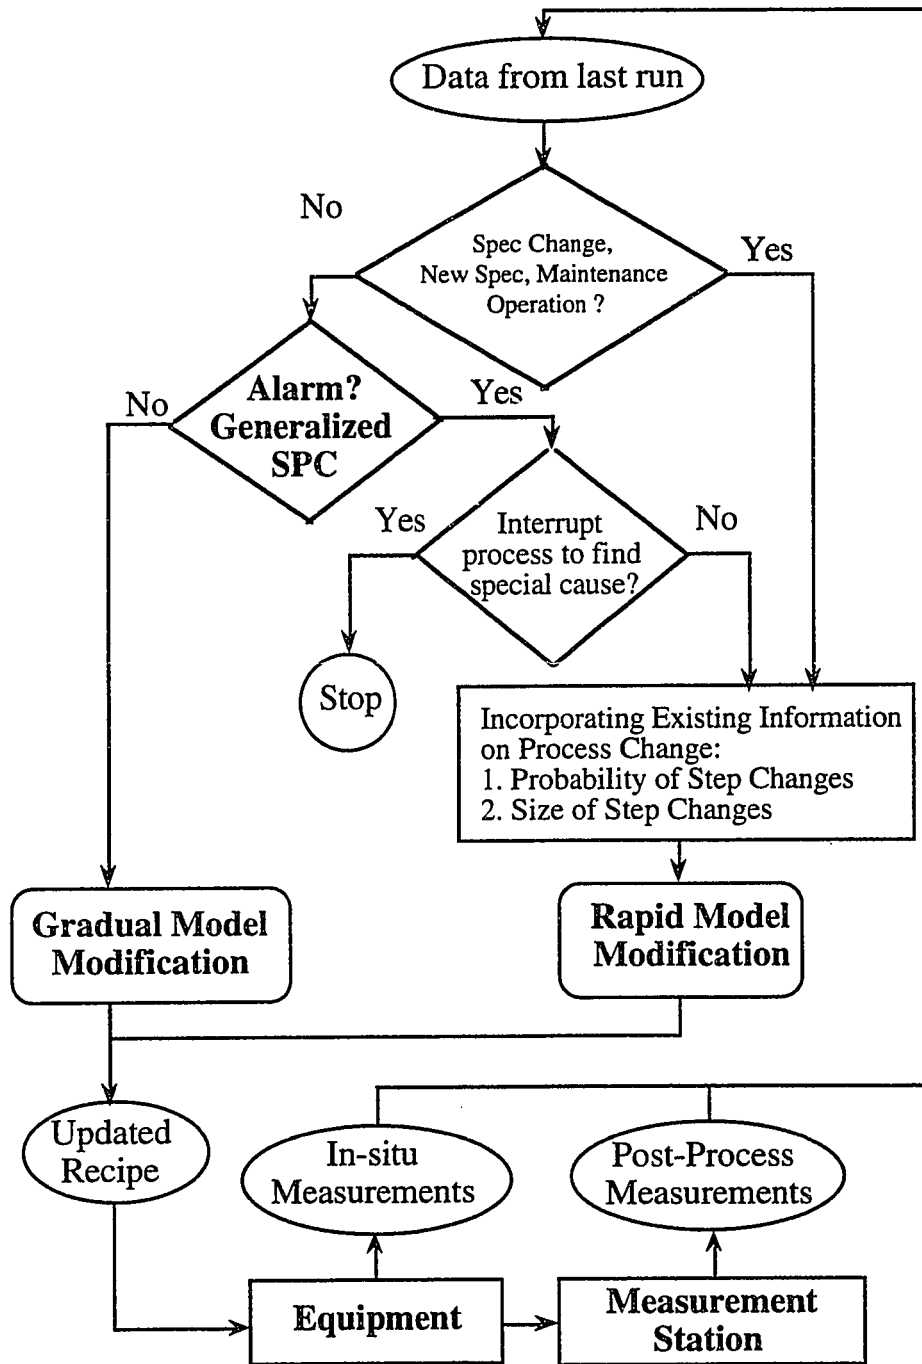 Data from last run
No
Spec Change,
New Spec, Maintenance
Operation ?
Yes
No
Alarm?
Generalized
SPC
Yes
Yes
Interrupt
process to find
special cause?
No
Stop
Incorporating Existing Information
on Process Change:
1. Probability of Step Changes
2. Size of Step Changes
Gradual Model
Modification
Rapid Model
Modification
Updated
Recipe
In-situ
Measurements
Post-Process
Measurements
Equipment
Measurement
Station